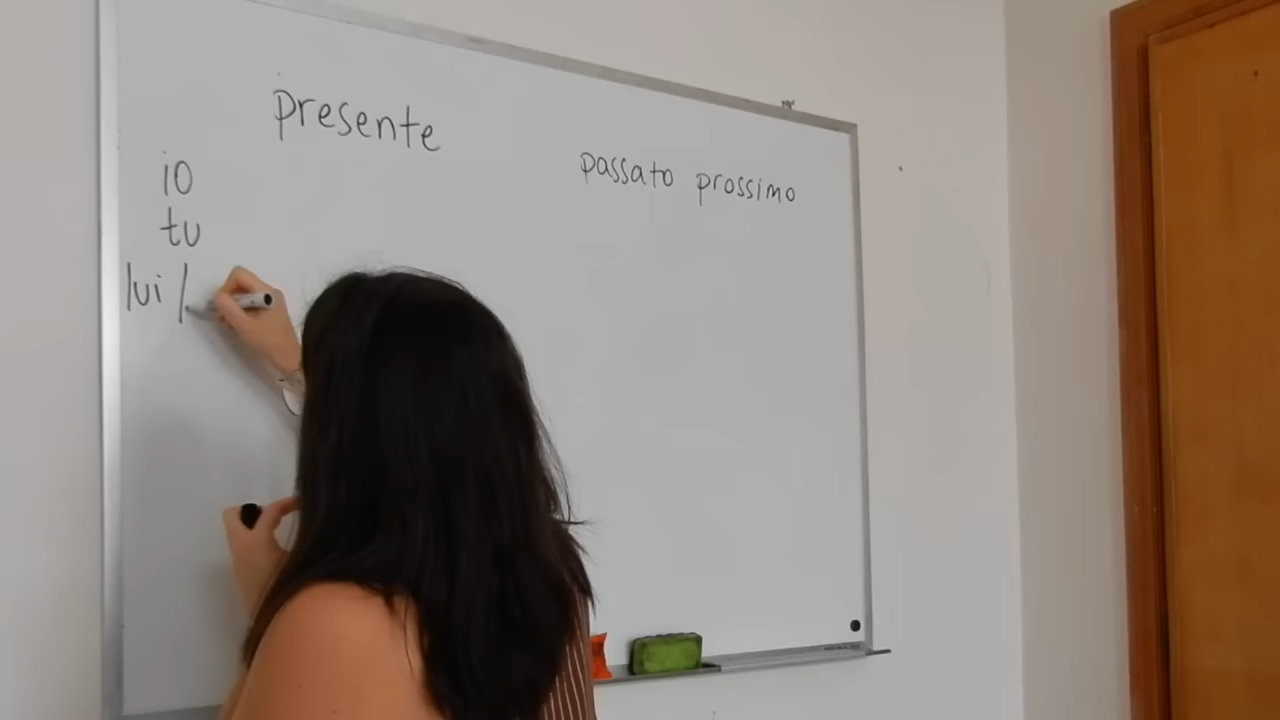 presente
passato prossimo
io
tu
lui /